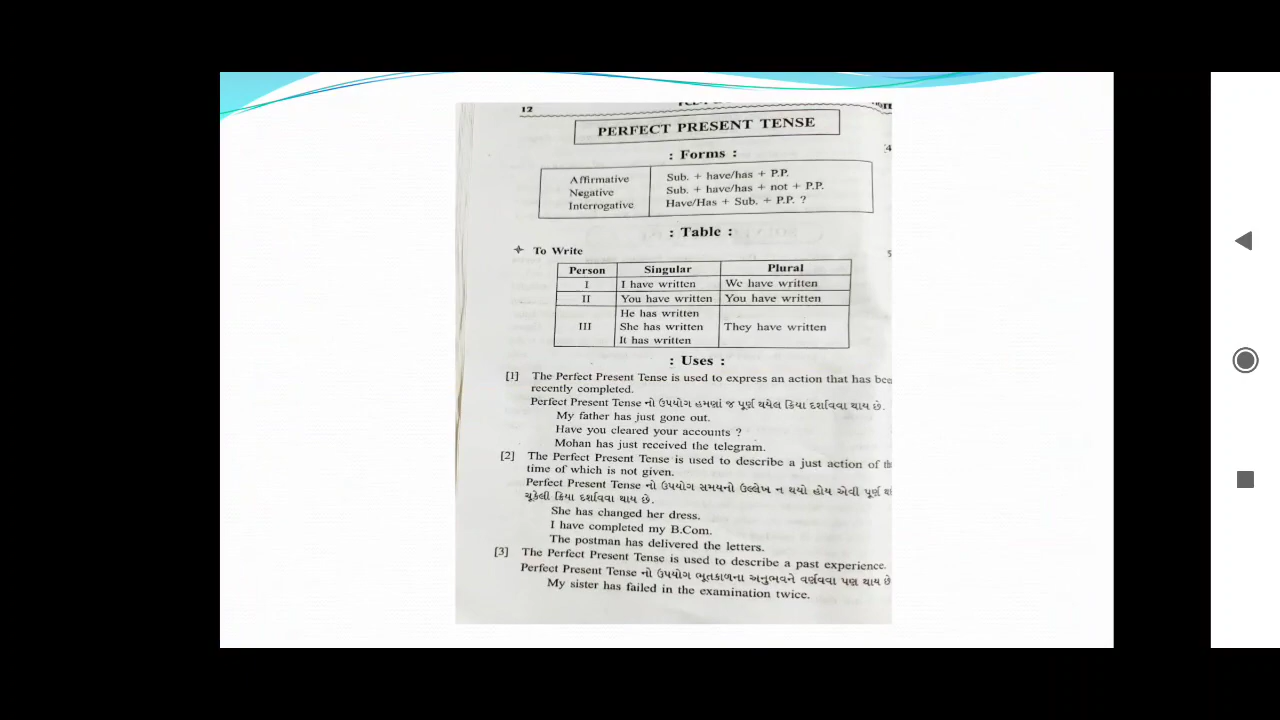 12
PERFECT PRESENT TENSE
: Forms :
Affirmative Sub. + have/has + P.P.
Negative Sub. + have/has + not + P.P.
Interrogative Have/Has + Sub. + P.P. ?
: Table :
To Write
Person Singular Plural
I I have written We have written
II You have written You have written
He has written
III She has written They have written
It has written
: Uses :
[1] The Perfect Present Tense is used to express an action that has
recently completed.
Perfect Present Tense નો ઉપયોગ હમણાં જ પૂર્ણ થયેલ ક્રિયા દર્શાવવા થાય છે.
My father has just gone out.
Have you cleared your accounts ?
Mohan has just received the telegram.
[2] The Perfect Present Tense is used to describe a just action of
time of which is not given.
Perfect Present Tense નો ઉપયોગ સમયનો ઉલ્લેખ ન થયો હોય એવી પૂર્ણ
ચૂકેલી ક્રિયા દર્શાવવા થાય છે.
She has changed her dress.
I have completed my B.Com.
The postman has delivered the letters.
[3] The Perfect Present Tense is used to describe a past experience.
Perfect Present Tense નો ઉપયોગ ભૂતકાળના અનુભવને વર્ણવવા પણ થાય છે
My sister has failed in the examination twice.